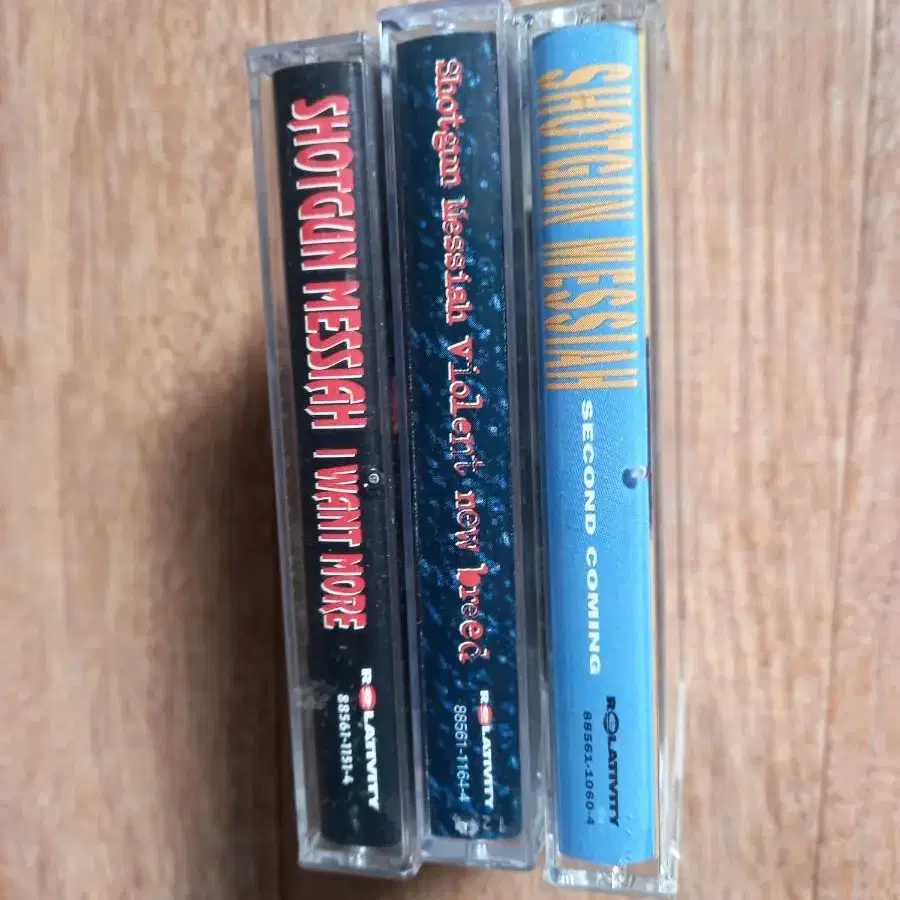 SHOTGUN MESSIAH I WANT MORE
RELATIVITY
88561-1151-4
Shotgun Messiah violent new breed
RELATIVITY
88561-1164-4
SHOTGUN MESSIAH
SECOND COMING
RELATIVITY
88561-1060-4